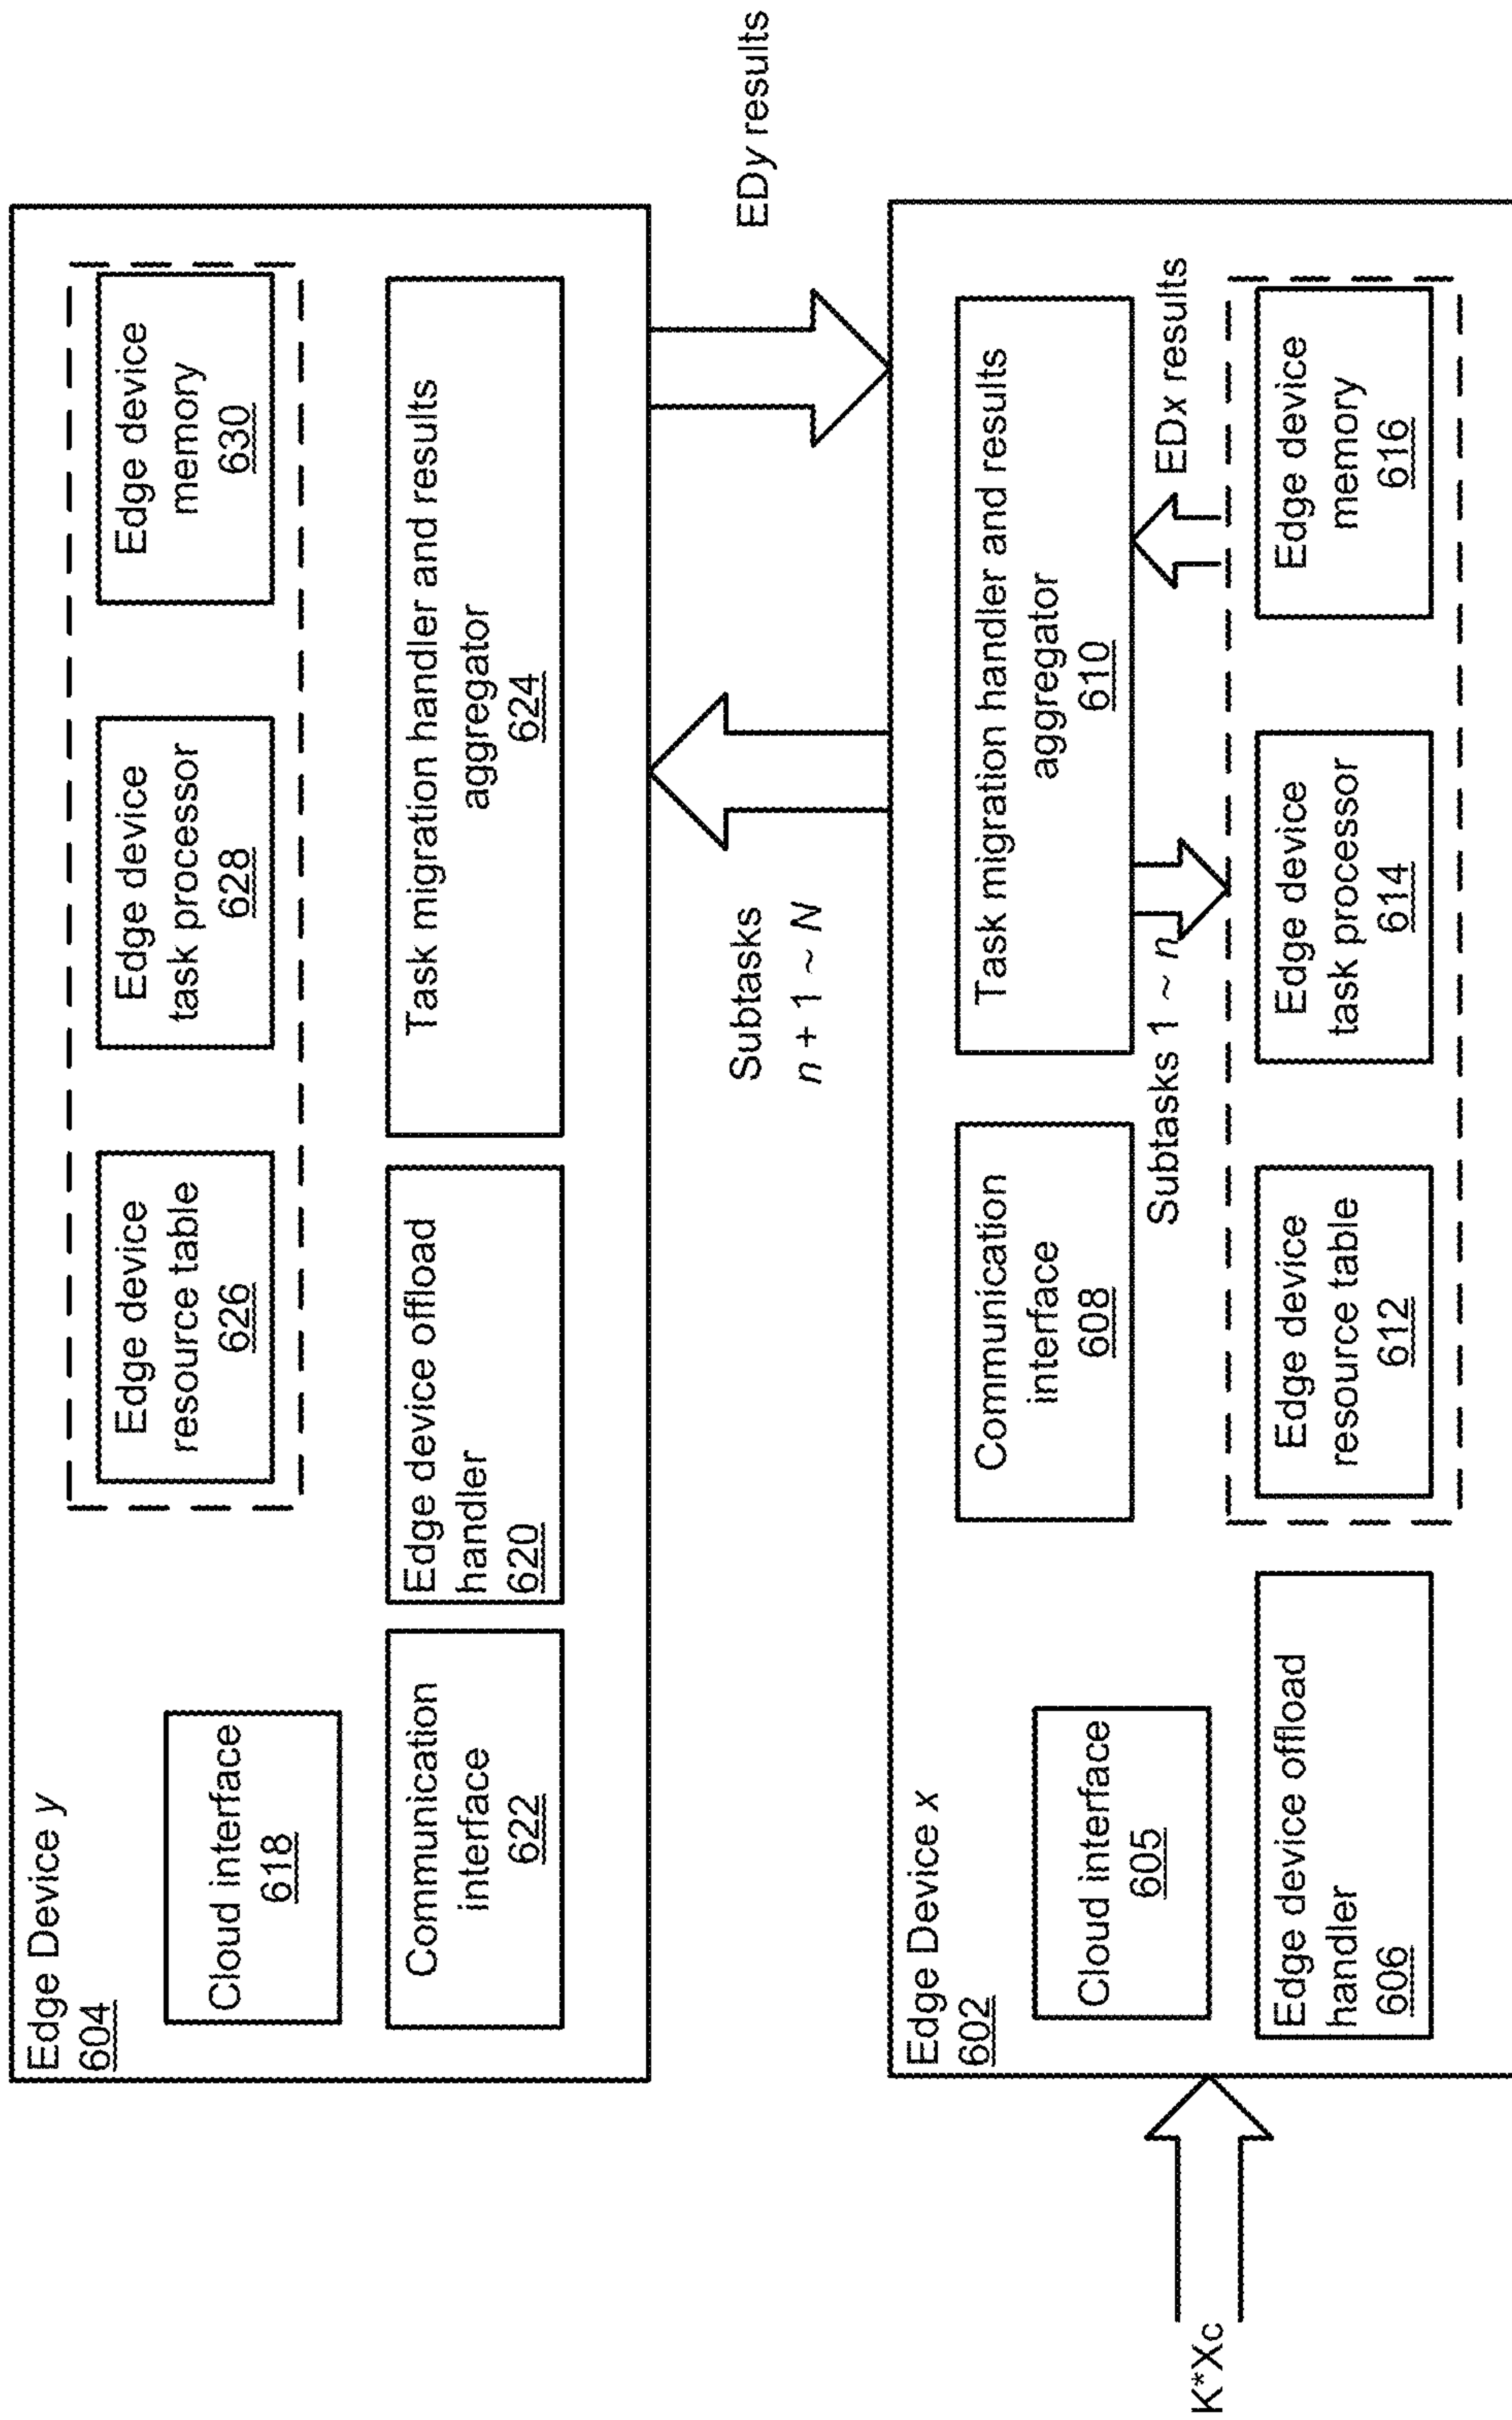 Edge Device y
604
Cloud interface
618
Edge device
resource table
626
Edge device
task processor
628
Edge device
memory
630
Communication
interface
622
Edge device offload
handler
620
Task migration handler and results
aggregator
624
Subtasks
n + 1 ~ N
EDy results
K*Xc
Edge Device x
602
Cloud interface
605
Communication
interface
608
Task migration handler and results
aggregator
610
Subtasks 1 ~ n
EDx results
Edge device offload
handler
606
Edge device
resource table
612
Edge device
task processor
614
Edge device
memory
616